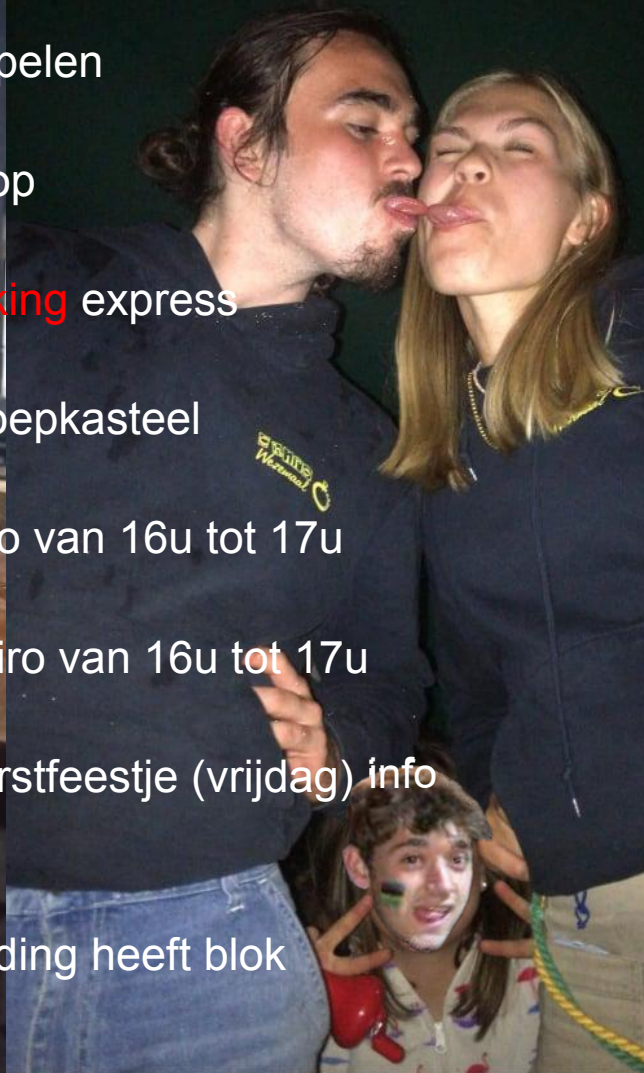 pelen
op
king express
oepkasteel
o van 16u tot 17u
iro van 16u tot 17u
rstfeestje (vrijdag) info
ding heeft blok
Wezemaal